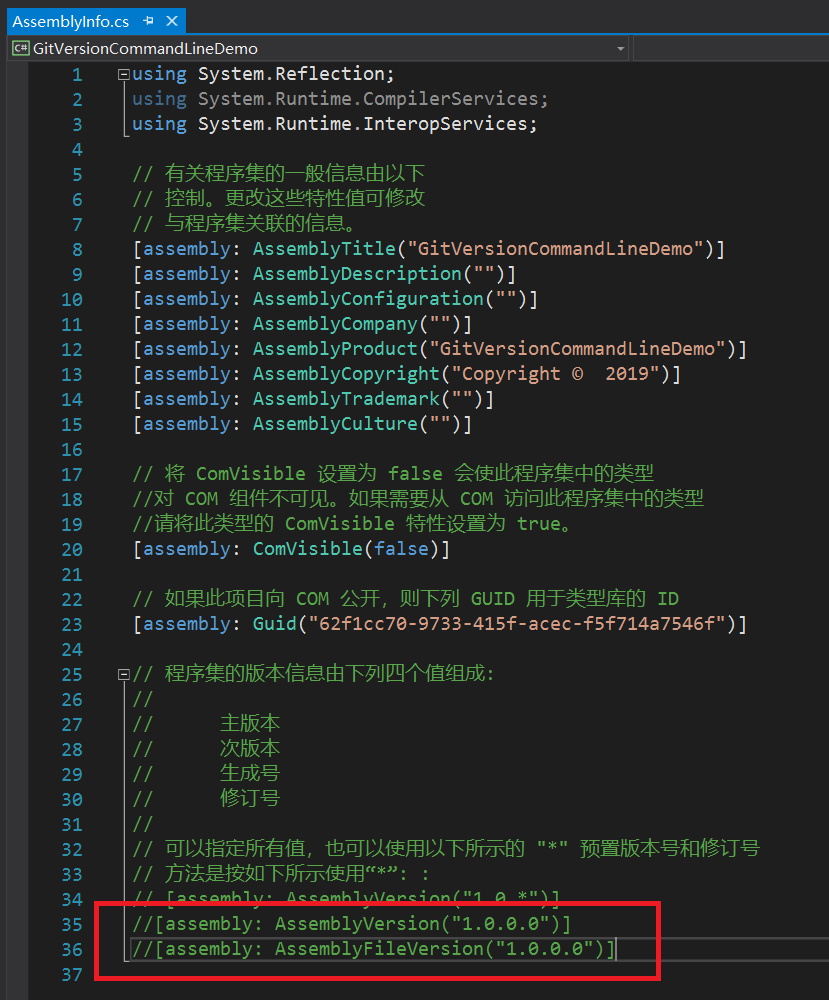 AssemblyInfo.cs
C# GitVersionCommandLineDemo
1 using System.Reflection;
2 using System.Runtime.CompilerServices;
3 using System.Runtime.InteropServices;
4
5 // 有关程序集的一般信息由以下
6 // 控制。更改这些特性值可修改
7 // 与程序集关联的信息。
8 [assembly: AssemblyTitle("GitVersionCommandLineDemo")]
9 [assembly: AssemblyDescription("")]
10 [assembly: AssemblyConfiguration("")]
11 [assembly: AssemblyCompany("")]
12 [assembly: AssemblyProduct("GitVersionCommandLineDemo")]
13 [assembly: AssemblyCopyright("Copyright ©  2019")]
14 [assembly: AssemblyTrademark("")]
15 [assembly: AssemblyCulture("")]
16
17 // 将 ComVisible 设置为 false 会使此程序集中的类型
18 //对 COM 组件不可见。如果需要从 COM 访问此程序集中的类型
19 //请将此类型的 ComVisible 特性设置为 true。
20 [assembly: ComVisible(false)]
21
22 // 如果此项目向 COM 公开，则下列 GUID 用于类型库的 ID
23 [assembly: Guid("62f1cc70-9733-415f-acec-f5f714a7546f")]
24
25 // 程序集的版本信息由下列四个值组成:
26 //
27 //      主版本
28 //      次版本
29 //      生成号
30 //      修订号
31 //
32 // 可以指定所有值，也可以使用以下所示的 "*" 预置版本号和修订号
33 // 方法是按如下所示使用“*”: :
34 // [assembly: AssemblyVersion("1.0.*")]
35 //[assembly: AssemblyVersion("1.0.0.0")]
36 //[assembly: AssemblyFileVersion("1.0.0.0")]
37